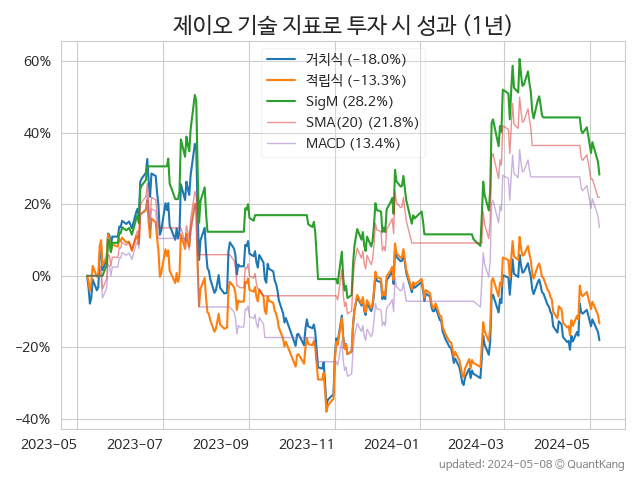 제이오 기술 지표로 투자 시 성과 (1년)
거치식 (−18.0%)
적립식 (−13.3%)
SigM (28.2%)
SMA(20) (21.8%)
MACD (13.4%)
60%
40%
20%
0%
−20%
−40%
2023-05 2023-07 2023-09 2023-11 2024-01 2024-03 2024-05
updated: 2024-05-08 © QuantKang